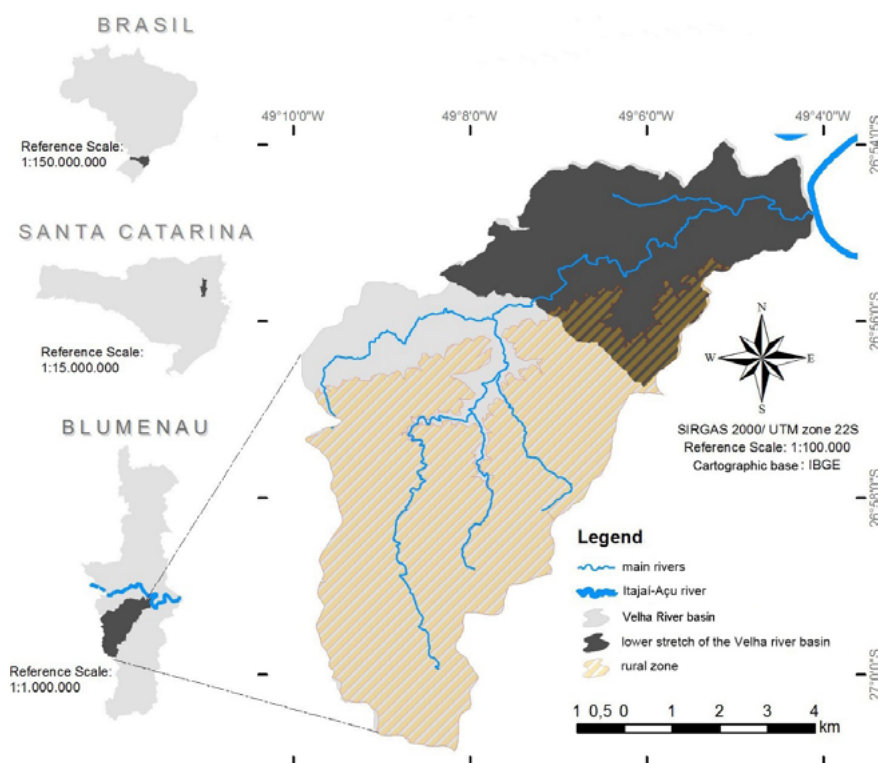 BRASIL
Reference Scale:
1:150.000.000
SANTA CATARINA
Reference Scale:
1:15.000.000
BLUMENAU
Reference Scale:
1:1.000.000
49°10'0"W
49°8'0"W
49°6'0"W
49°4'0"W
26°54'0"S
26°56'0"S
26°58'0"S
27°0'0"S
N
W
E
S
SIRGAS 2000/ UTM zone 22S
Reference Scale: 1:100.000
Cartographic base : IBGE
Legend
main rivers
Itajaí-Açu river
Velha River basin
lower stretch of the Velha river basin
rural zone
1 0,5 0 1 2 3 4
km